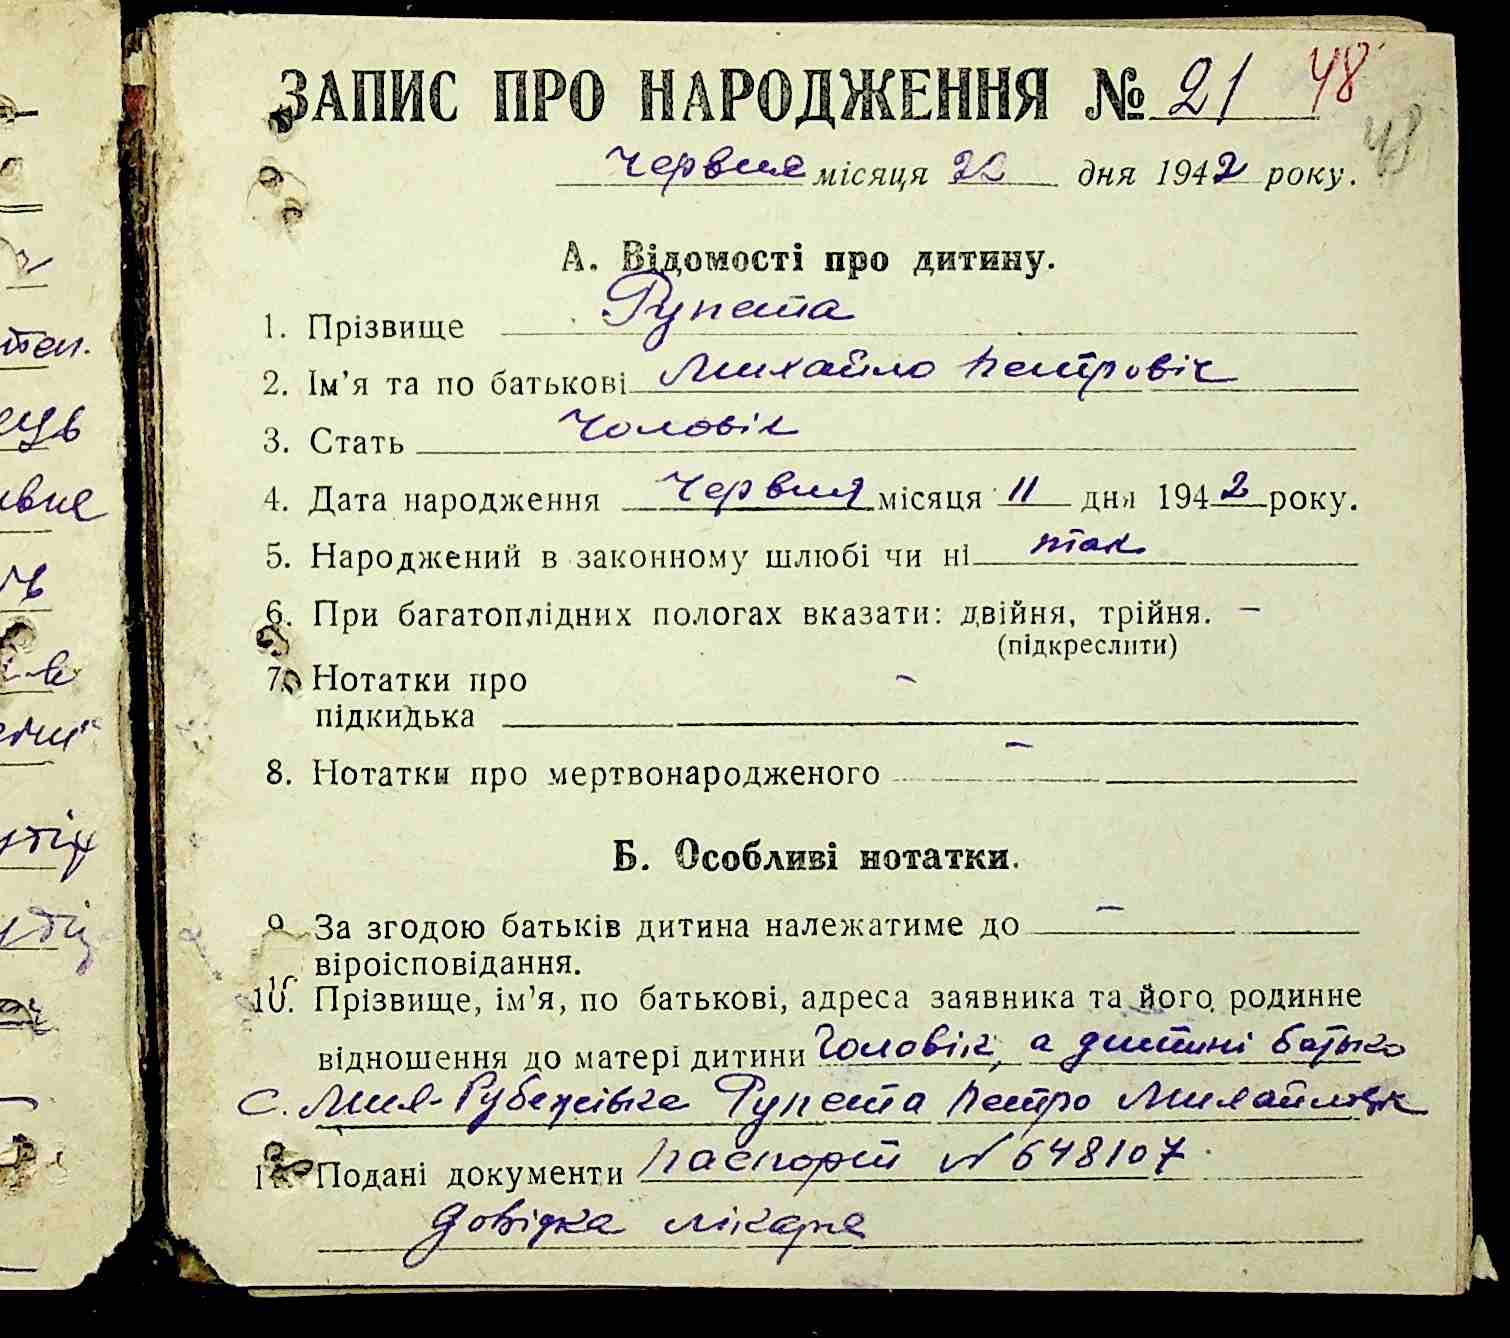 ЗАПИС ПРО НАРОДЖЕННЯ № 21 48
48
червня місяця 22 дня 1942 року.
А. Відомості про дитину.
1. Прізвище Рупета
2. Ім'я та по батькові Михайло Петровіч
3. Стать Чоловік
4. Дата народження червня місяця 11 дня 1942 року.
5. Народжений в законному шлюбі чи ні так
6. При багатоплідних пологах вказати: двійня, трійня. –
(підкреслити)
7. Нотатки про –
підкидька
8. Нотатки про мертвонародженого –
Б. Особливі нотатки.
9. За згодою батьків дитина належатиме до –
віроісповідання.
10. Прізвище, ім'я, по батькові, адреса заявника та його родинне
відношення до матері дитини Чоловік, а дитині батько
с. Мия-Рубежівка Рупета Петро
11. Подані документи паспорт № 648107
довідка лікаря